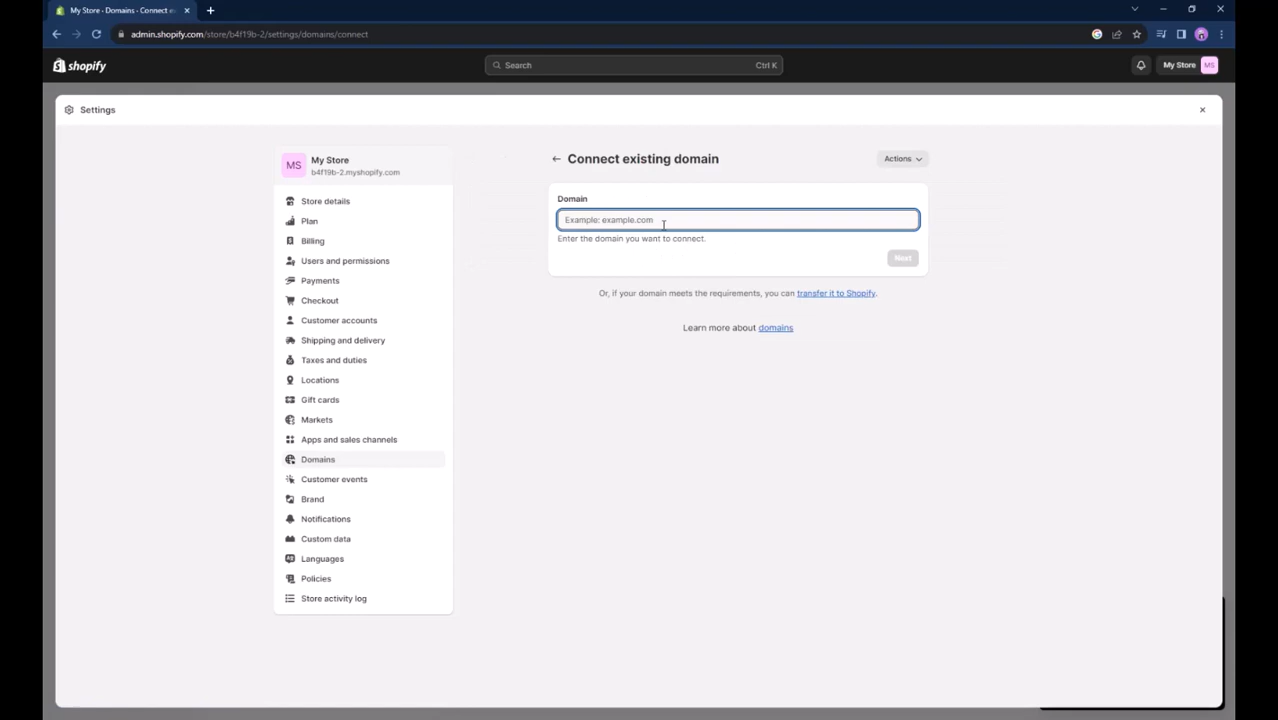 My Store - Domains - Connect e
admin.shopify.com/store/b4f19b-2/settings/domains/connect
shopify
Search
Ctrl K
My Store
MS
Settings
MS
My Store
b4f19b-2.myshopify.com
Store details
Plan
Billing
Users and permissions
Payments
Checkout
Customer accounts
Shipping and delivery
Taxes and duties
Locations
Gift cards
Markets
Apps and sales channels
Domains
Customer events
Brand
Notifications
Custom data
Languages
Policies
Store activity log
Connect existing domain
Actions
Domain
Example: example.com
Enter the domain you want to connect.
Next
Or, if your domain meets the requirements, you can transfer it to Shopify.
Learn more about domains